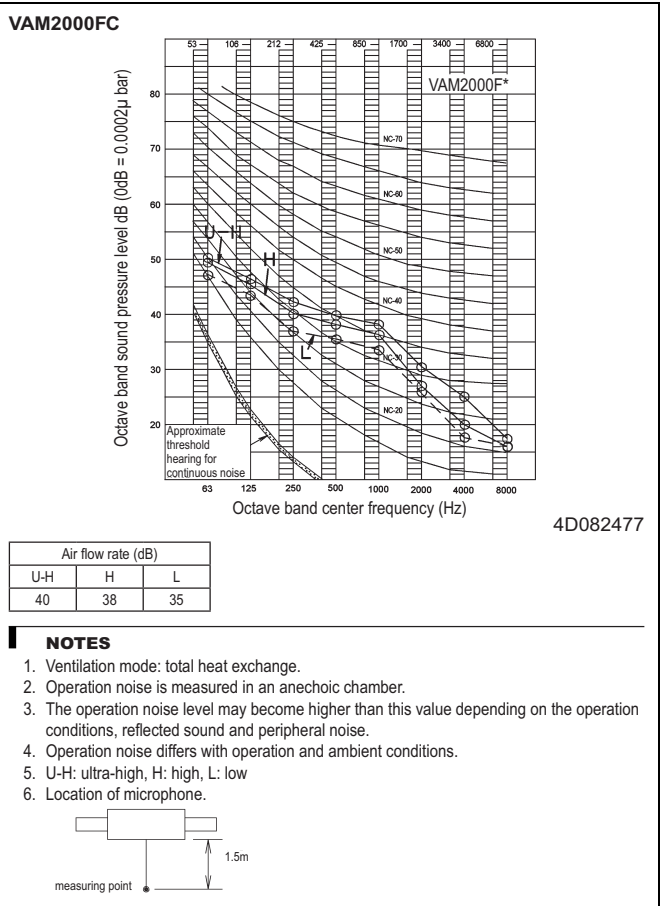 VAM2000FC
53 106 212 425 850 1700 3400 6800
VAM2000F*
Octave band sound pressure level dB (0dB = 0.0002µ bar)
80
70
60
50
40
30
20
NC-70
NC-60
NC-50
NC-40
NC-30
NC-20
U - H
H
L
Approximate
threshold
hearing for
continuous noise
63 125 250 500 1000 2000 4000 8000
Octave band center frequency (Hz)
4D082477
Air flow rate (dB)
U-H H L
40 38 35
NOTES
1. Ventilation mode: total heat exchange.
2. Operation noise is measured in an anechoic chamber.
3. The operation noise level may become higher than this value depending on the operation
conditions, reflected sound and peripheral noise.
4. Operation noise differs with operation and ambient conditions.
5. U-H: ultra-high, H: high, L: low
6. Location of microphone.
1.5m
measuring point